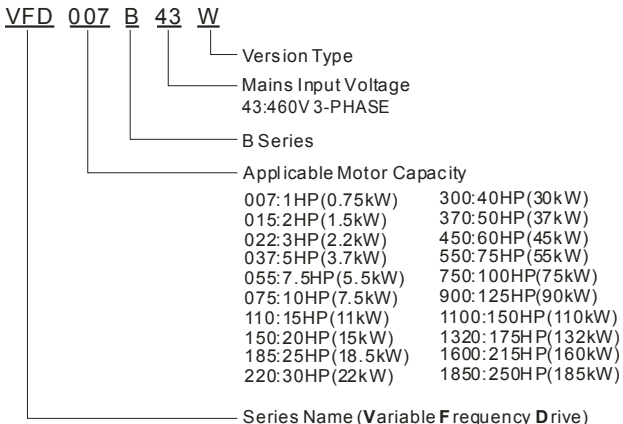 VFD 007 B 43 W
Version Type
Mains Input Voltage
43:460V 3-PHASE
B Series
Applicable Motor Capacity
007:1HP(0.75kW) 300:40HP(30kW)
015:2HP(1.5kW) 370:50HP(37kW)
022:3HP(2.2kW) 450:60HP(45kW)
037:5HP(3.7kW) 550:75HP(55kW)
055:7.5HP(5.5kW) 750:100HP(75kW)
075:10HP(7.5kW) 900:125HP(90kW)
110:15HP(11kW) 1100:150HP(110kW)
150:20HP(15kW) 1320:175HP(132kW)
185:25HP(18.5kW) 1600:215HP(160kW)
220:30HP(22kW) 1850:250HP(185kW)
Series Name (Variable Frequency Drive)